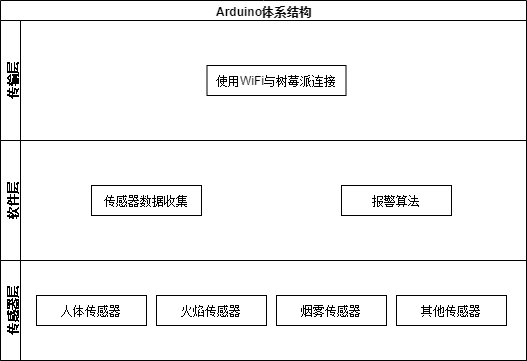 Arduino体系结构
传输层
使用WiFi与树莓派连接
软件层
传感器数据收集
报警算法
传感器层
人体传感器
火焰传感器
烟雾传感器
其他传感器